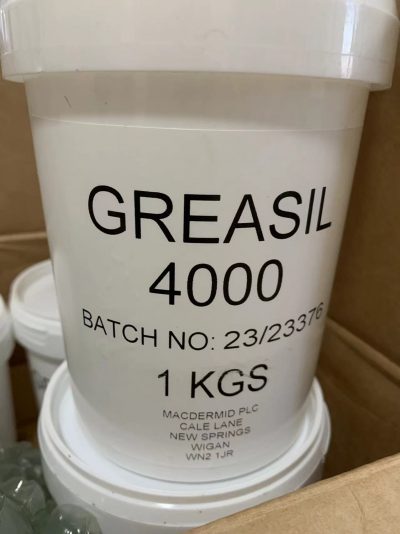 GREASIL
4000
BATCH NO: 23/23376
1 KGS
MACDERMID PLC
CALE LANE
NEW SPRINGS
WIGAN
WN2 1JR